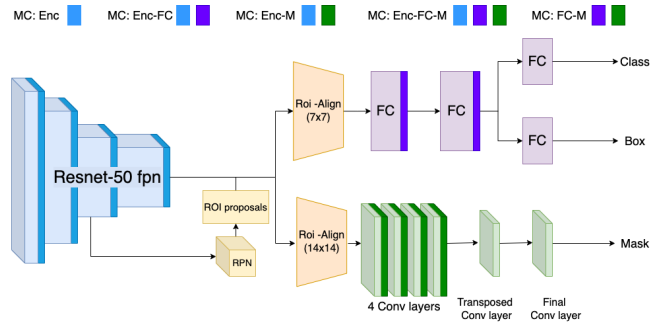 MC: Enc
MC: Enc-FC
MC: Enc-M
MC: Enc-FC-M
MC: FC-M
Resnet-50 fpn
ROI proposals
RPN
Roi -Align
(7x7)
FC
FC
FC
Class
FC
Box
Roi -Align
(14x14)
4 Conv layers
Transposed
Conv layer
Final
Conv layer
Mask